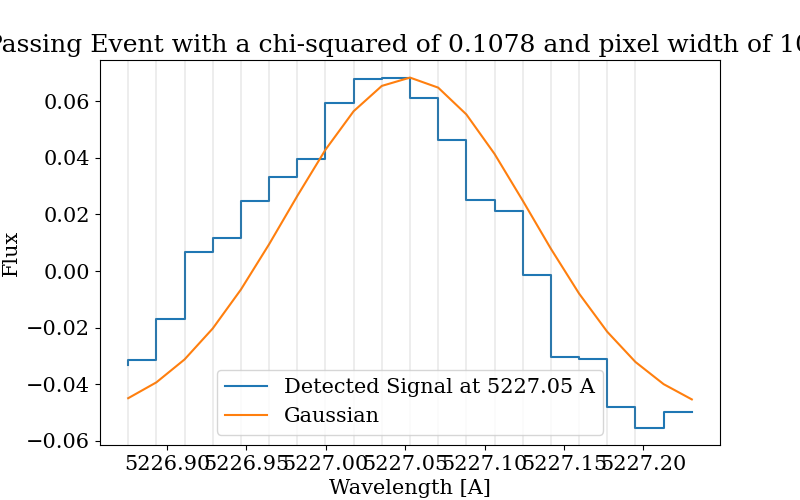 Passing Event with a chi-squared of 0.1078 and pixel width of 10
0.06
0.04
0.02
0.00
−0.02
−0.04
−0.06
Flux
Detected Signal at 5227.05 A
Gaussian
5226.90 5226.95 5227.00 5227.05 5227.10 5227.15 5227.20
Wavelength [A]